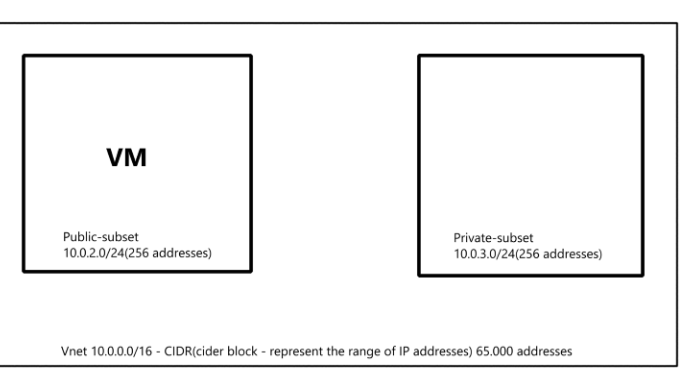 VM
Public-subset
10.0.2.0/24(256 addresses)
Private-subset
10.0.3.0/24(256 addresses)
Vnet 10.0.0.0/16 - CIDR(cider block - represent the range of IP addresses) 65.000 addresses